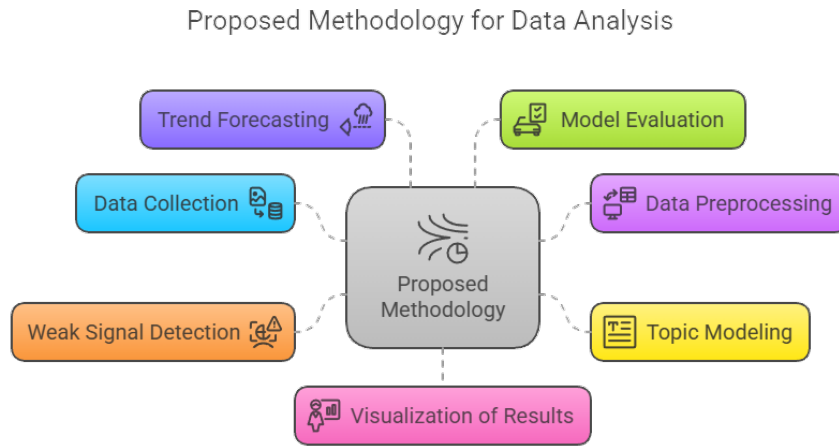 Proposed Methodology for Data Analysis
Trend Forecasting
Model Evaluation
Data Collection
Data Preprocessing
Proposed
Methodology
Weak Signal Detection
Topic Modeling
Visualization of Results